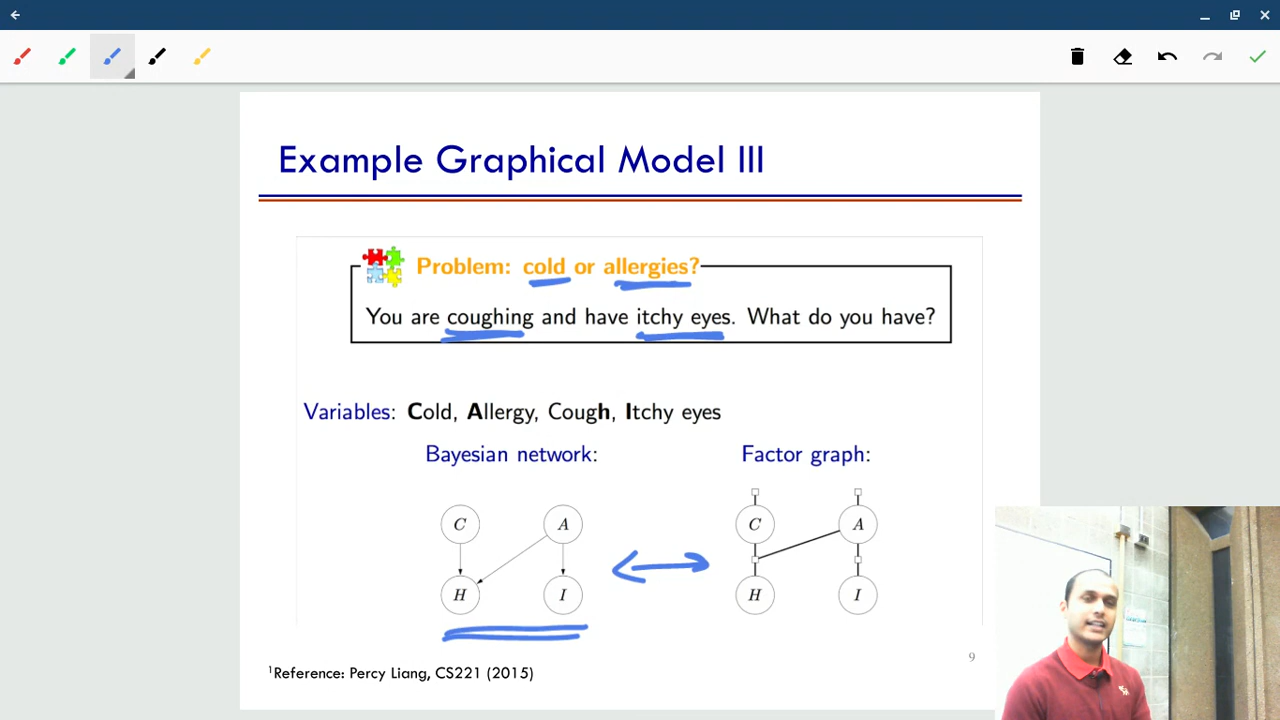 Example Graphical Model III
Problem: cold or allergies?
You are coughing and have itchy eyes. What do you have?
Variables: Cold, Allergy, Cough, Itchy eyes
Bayesian network:
Factor graph:
C A C A
H I H I
9
1Reference: Percy Liang, CS221 (2015)